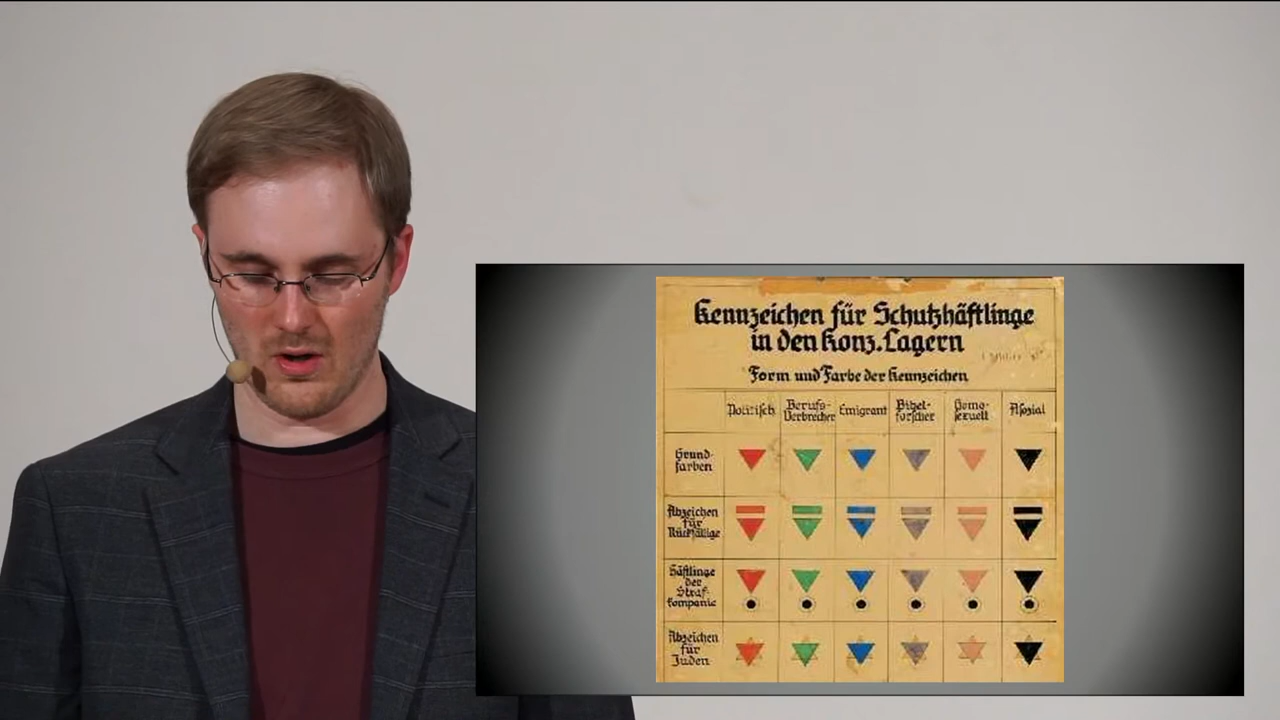 Kennzeichen für Schutzhäftlinge
in den Konz.Lagern
Form und Farbe der Kennzeichen
Politisch
Berufs-
Verbrecher
Emigrant
Bibel-
forscher
Homo-
sexuell
Asozial
Grund-
farben
Abzeichen
für
Rückfällige
Häftlinge
der
Straf-
kompanie
Abzeichen
für
Juden